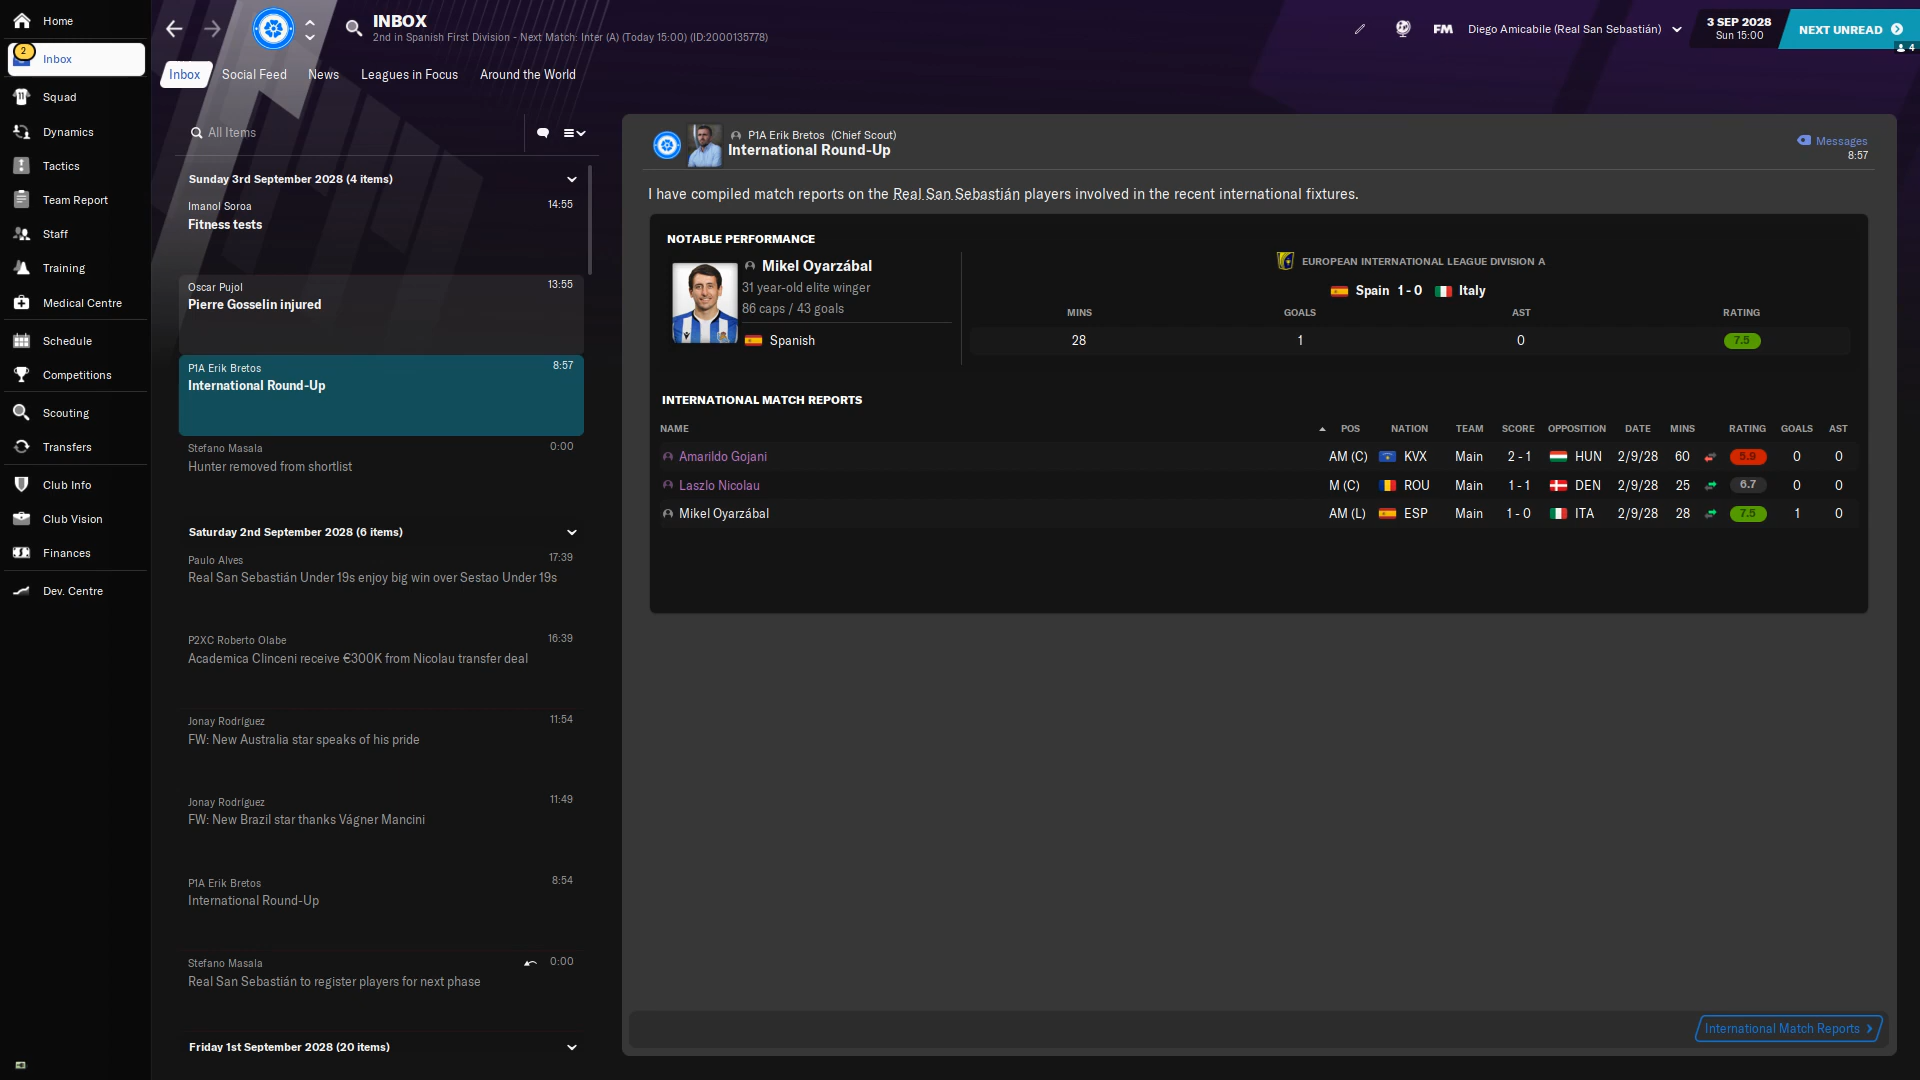 Home
2
Inbox
Squad
Dynamics
Tactics
Team Report
Staff
Training
Medical Centre
Schedule
Competitions
Scouting
Transfers
Club Info
Club Vision
Finances
Dev. Centre
INBOX
2nd in Spanish First Division - Next Match: Inter (A) (Today 15:00) (ID:2000135778)
FM
Diego Amicabile (Real San Sebastián)
3 SEP 2028
Sun 15:00
NEXT UNREAD
4
Inbox
Social Feed
News
Leagues in Focus
Around the World
All Items
Sunday 3rd September 2028 (4 items)
Imanol Soroa 14:55
Fitness tests
Oscar Pujol 13:55
Pierre Gosselin injured
P1A Erik Bretos 8:57
International Round-Up
Stefano Masala 0:00
Hunter removed from shortlist
Saturday 2nd September 2028 (6 items)
Paulo Alves 17:39
Real San Sebastián Under 19s enjoy big win over Sestao Under 19s
P2XC Roberto Olabe 16:39
Academica Clinceni receive €300K from Nicolau transfer deal
Jonay Rodríguez 11:54
FW: New Australia star speaks of his pride
Jonay Rodríguez 11:49
FW: New Brazil star thanks Vágner Mancini
P1A Erik Bretos 8:54
International Round-Up
Stefano Masala 0:00
Real San Sebastián to register players for next phase
Friday 1st September 2028 (20 items)
P1A Erik Bretos (Chief Scout)
International Round-Up
Messages
8:57
I have compiled match reports on the Real San Sebastián players involved in the recent international fixtures.
NOTABLE PERFORMANCE
Mikel Oyarzábal
31 year-old elite winger
86 caps / 43 goals
Spanish
EUROPEAN INTERNATIONAL LEAGUE DIVISION A
Spain 1 - 0 Italy
MINS GOALS AST RATING
28 1 0 7.5
INTERNATIONAL MATCH REPORTS
NAME POS NATION TEAM SCORE OPPOSITION DATE MINS RATING GOALS AST
Amarildo Gojani AM (C) KVX Main 2 - 1 HUN 2/9/28 60 5.9 0 0
Laszlo Nicolau M (C) ROU Main 1 - 1 DEN 2/9/28 25 6.7 0 0
Mikel Oyarzábal AM (L) ESP Main 1 - 0 ITA 2/9/28 28 7.5 1 0
International Match Reports